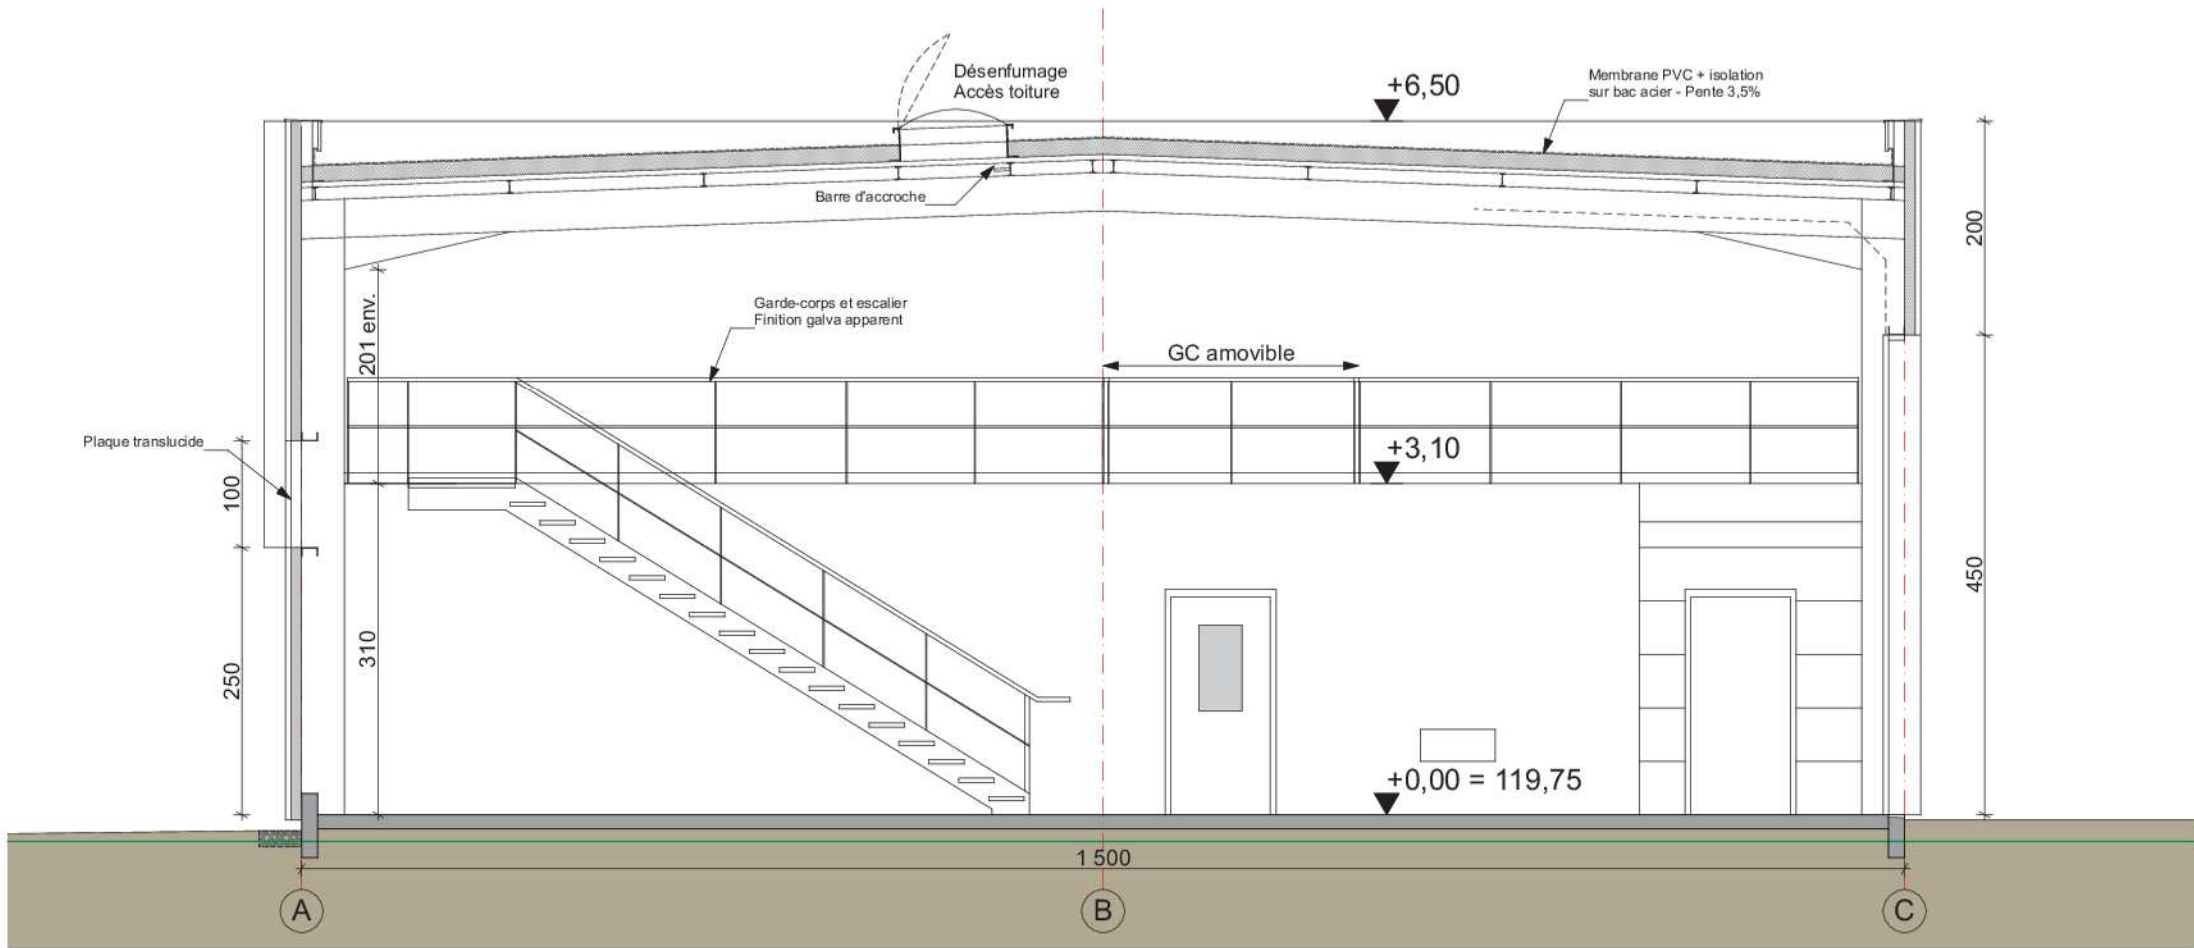 Désenfumage
Accès toiture
+6,50
Membrane PVC + isolation
sur bac acier - Pente 3,5%
Barre d'accroche
200
201 env.
Garde-corps et escalier
Finition galva apparent
GC amovible
Plaque translucide
+3,10
100
450
310
250
+0,00 = 119,75
1 500
A
B
C